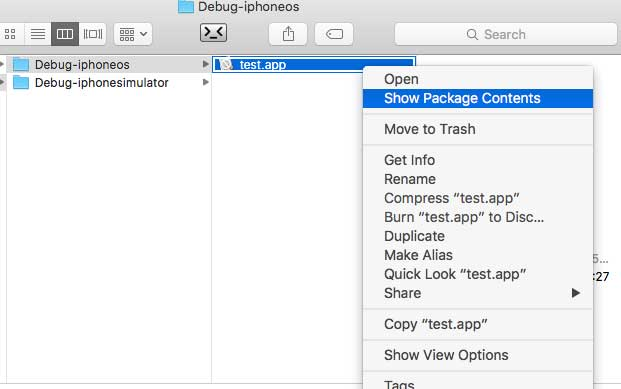 Debug-iphoneos
Search
Debug-iphoneos
Debug-iphonesimulator
test.app
Open
Show Package Contents
Move to Trash
Get Info
Rename
Compress “test.app”
Burn “test.app” to Disc...
Duplicate
Make Alias
Quick Look “test.app”
Share
Copy “test.app”
Show View Options
Tags
5...
:27